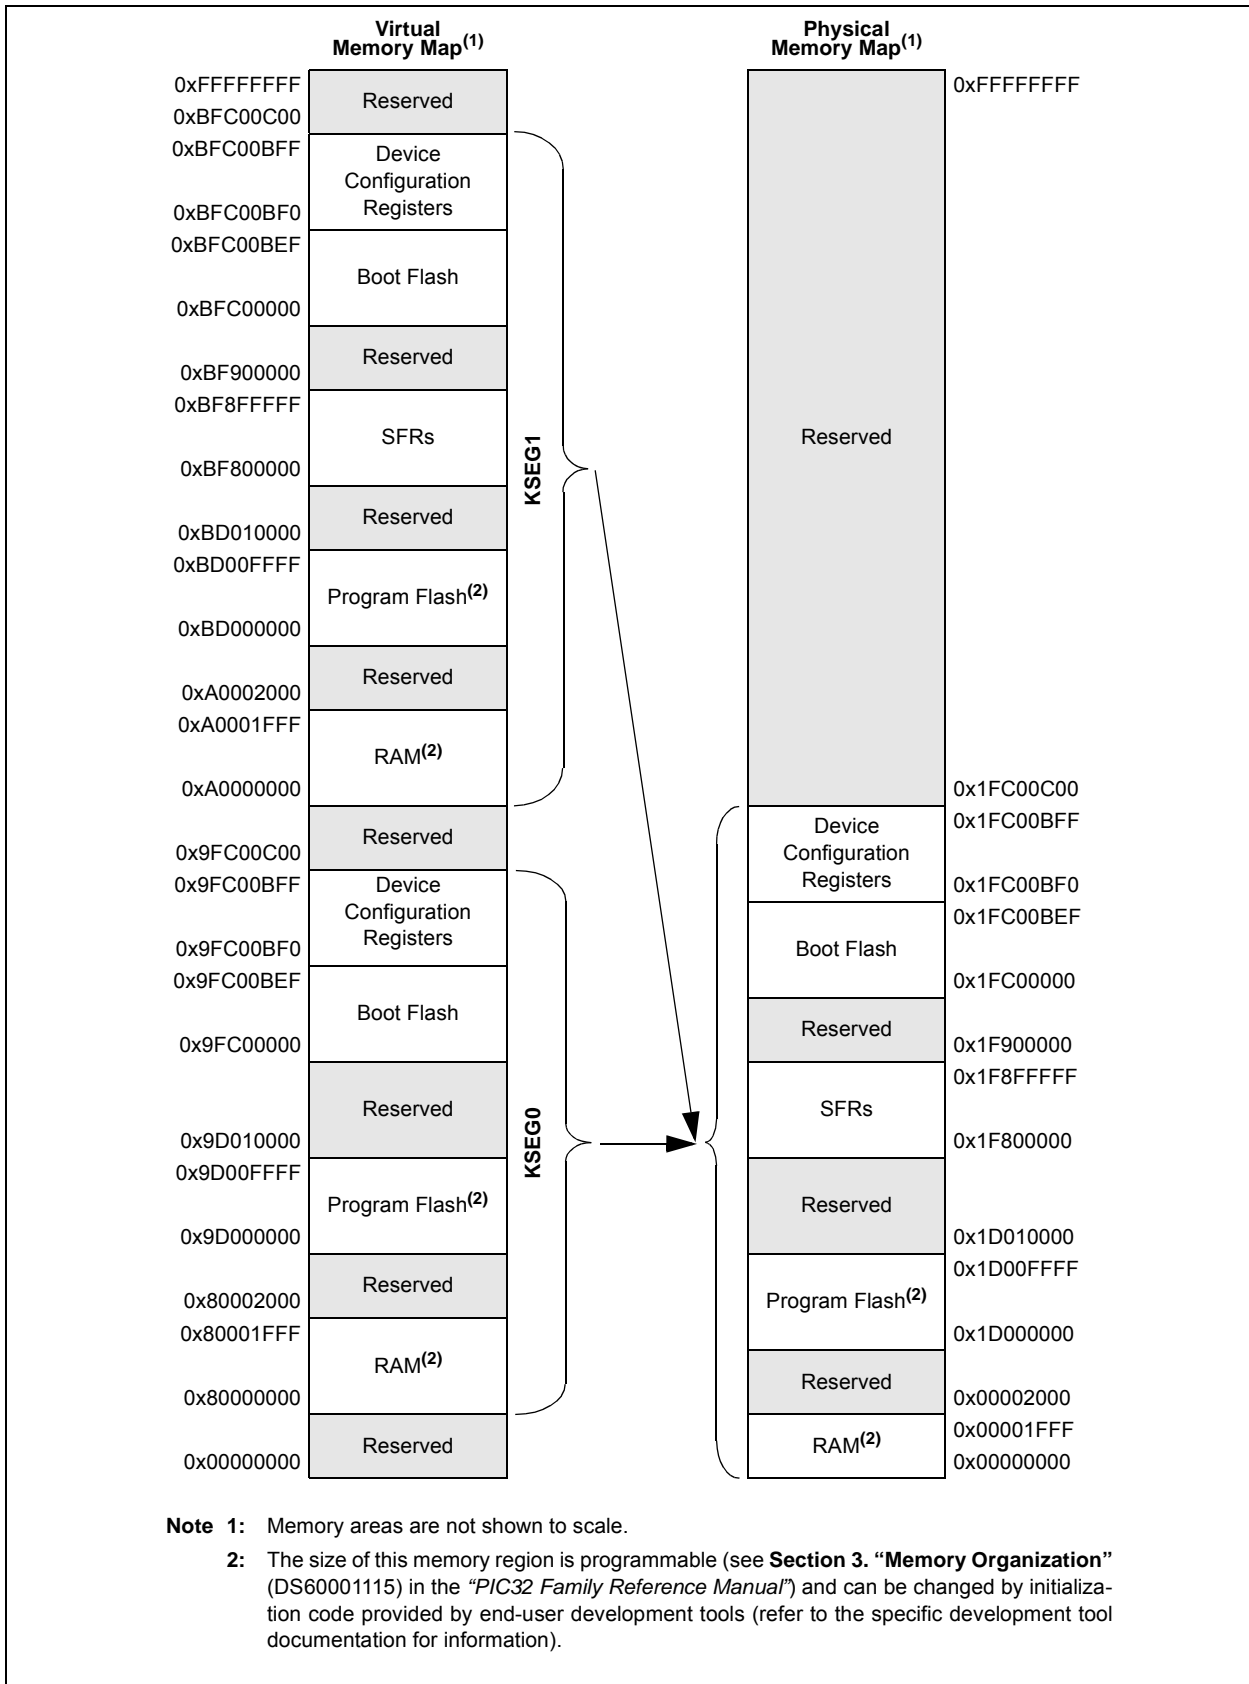 Virtual
Memory Map(1)
Physical
Memory Map(1)
0xFFFFFFFF
Reserved
0xBFC00C00
0xBFC00BFF
Device
Configuration
Registers
0xBFC00BF0
0xBFC00BEF
Boot Flash
0xBFC00000
Reserved
0xBF900000
0xBF8FFFFF
SFRs
0xBF800000
Reserved
0xBD010000
0xBD00FFFF
Program Flash(2)
0xBD000000
Reserved
0xA0002000
0xA0001FFF
RAM(2)
0xA0000000
KSEG1
Reserved
0x9FC00C00
0x9FC00BFF
Device
Configuration
Registers
0x9FC00BF0
0x9FC00BEF
Boot Flash
0x9FC00000
Reserved
0x9D010000
0x9D00FFFF
Program Flash(2)
0x9D000000
Reserved
0x80002000
0x80001FFF
RAM(2)
0x80000000
KSEG0
Reserved
0x00000000
0xFFFFFFFF
Reserved
0x1FC00C00
0x1FC00BFF
Device
Configuration
Registers
0x1FC00BF0
0x1FC00BEF
Boot Flash
0x1FC00000
Reserved
0x1F900000
0x1F8FFFFF
SFRs
0x1F800000
Reserved
0x1D010000
0x1D00FFFF
Program Flash(2)
0x1D000000
Reserved
0x00002000
0x00001FFF
RAM(2)
0x00000000
Note 1: Memory areas are not shown to scale.
2: The size of this memory region is programmable (see Section 3. “Memory Organization”
(DS60001115) in the “PIC32 Family Reference Manual”) and can be changed by initializa-
tion code provided by end-user development tools (refer to the specific development tool
documentation for information).